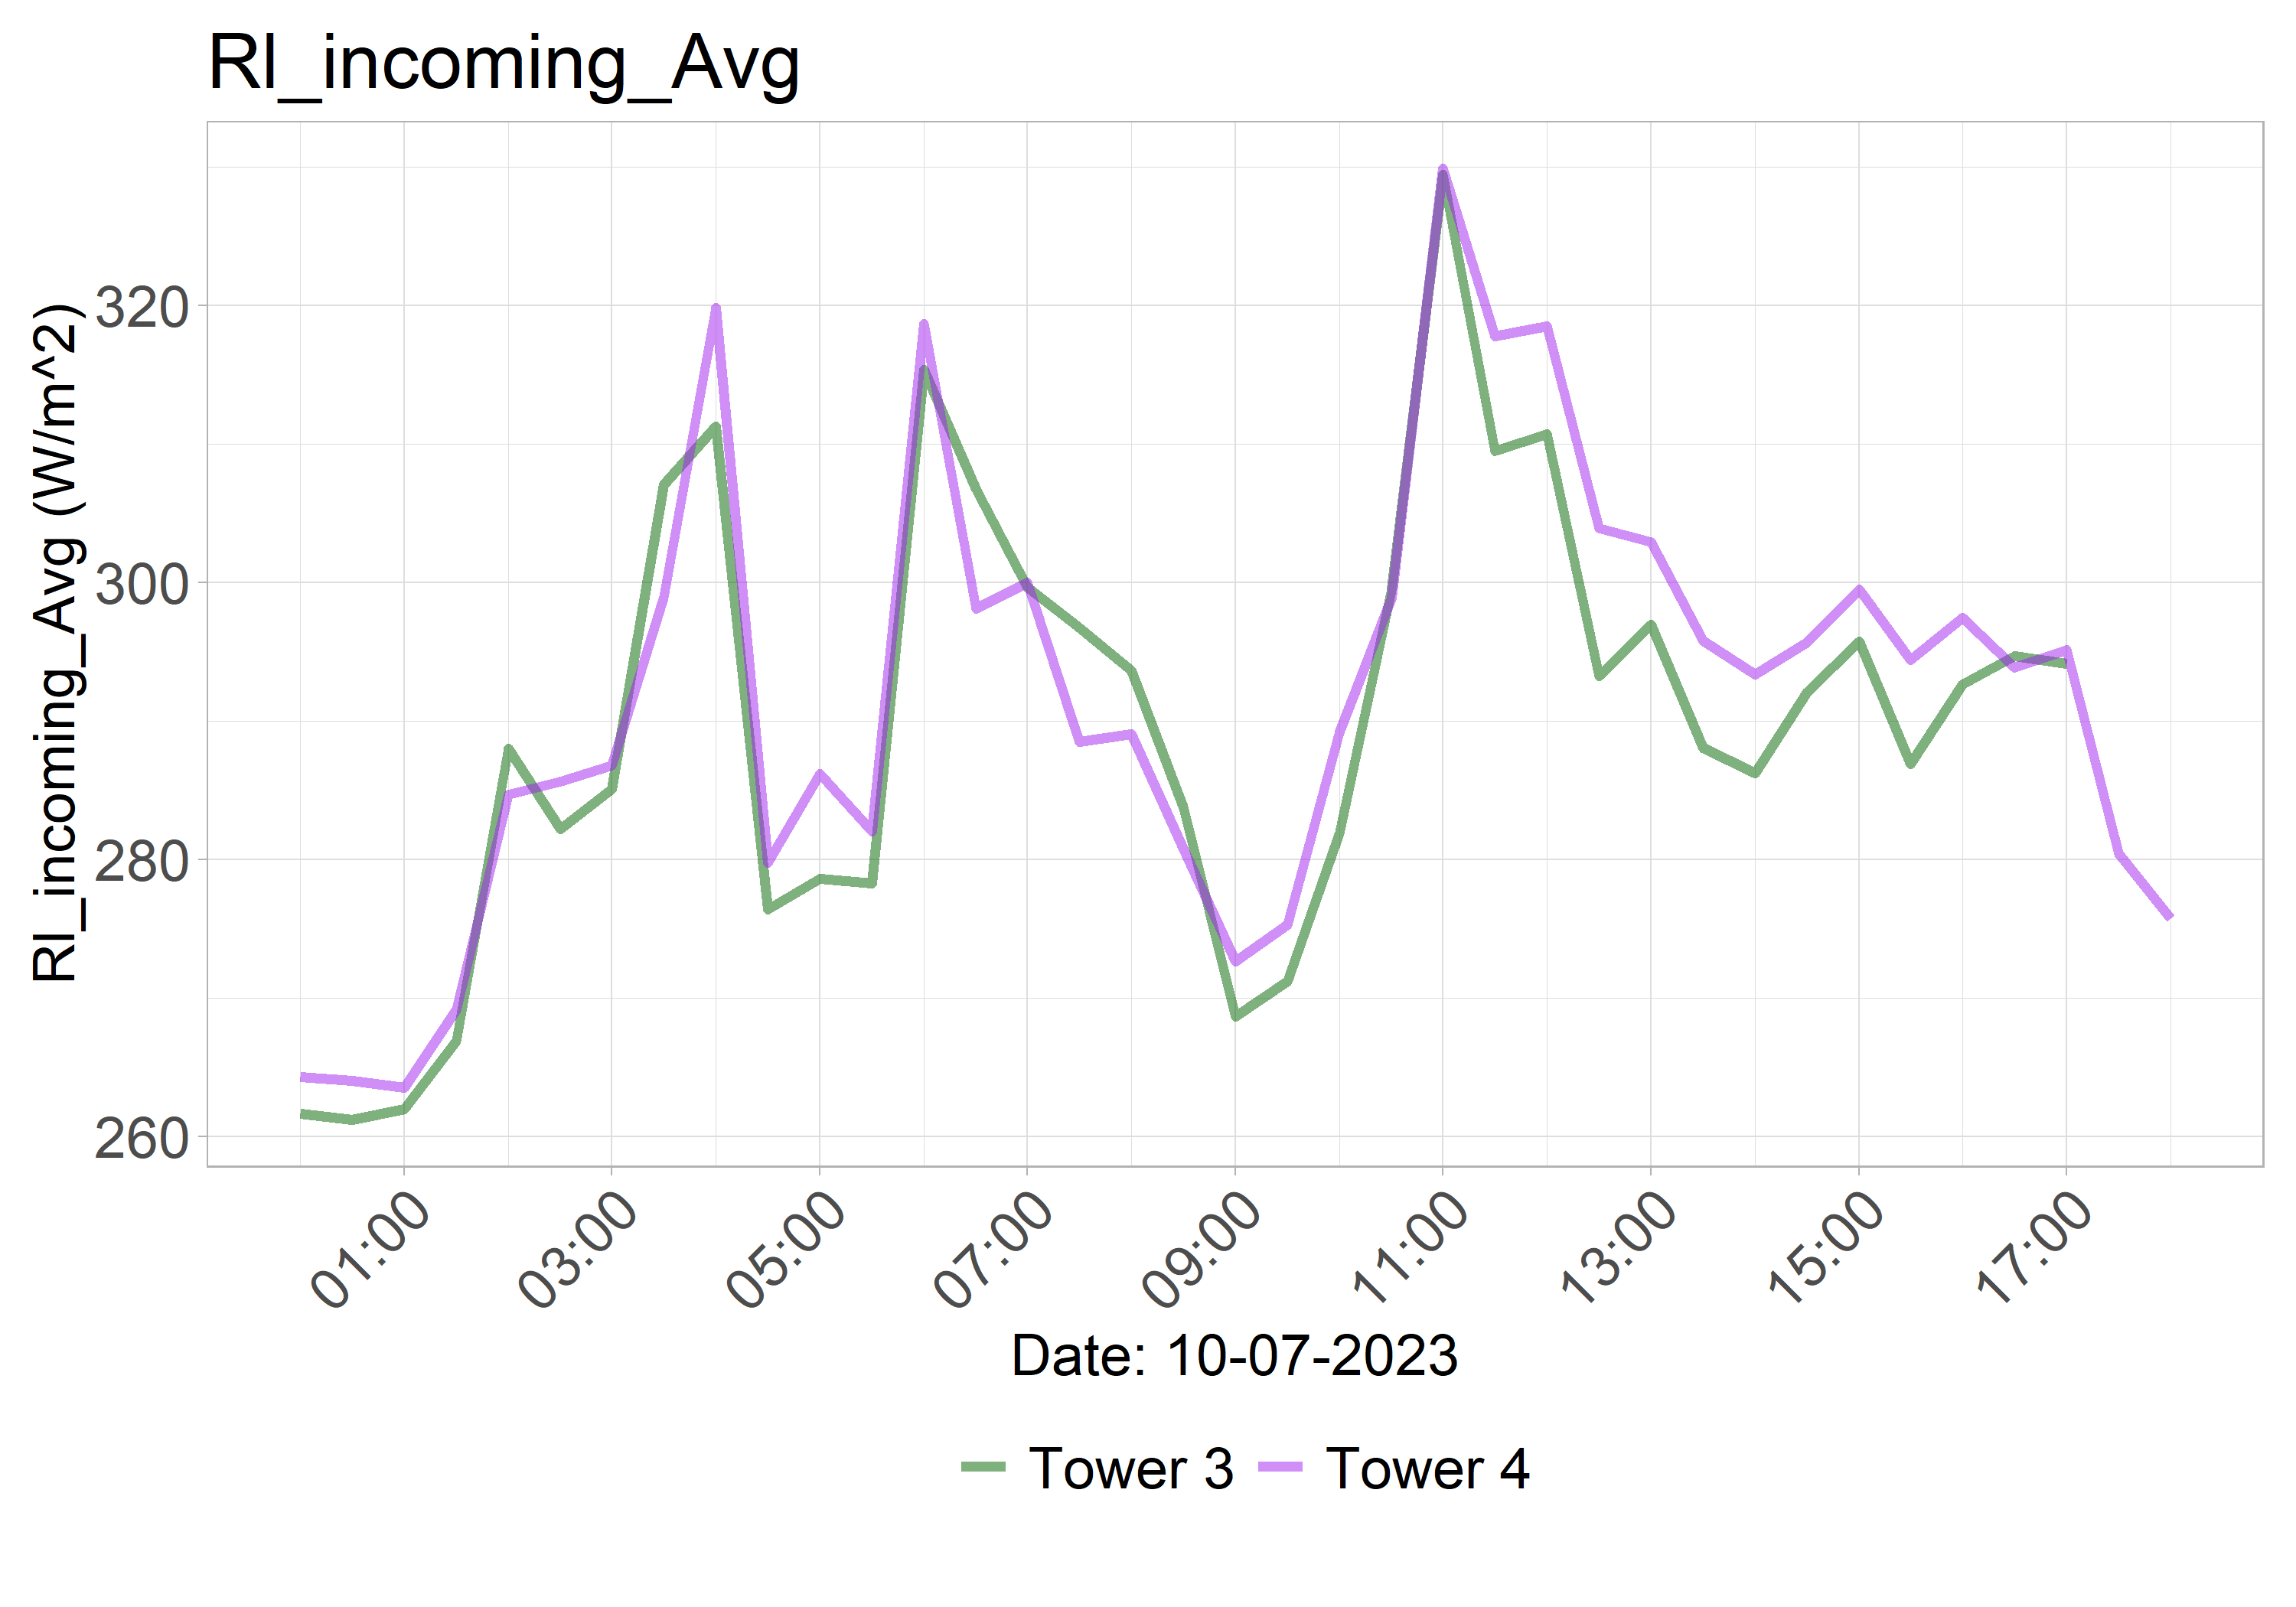 Rl_incoming_Avg
Rl_incoming_Avg (W/m^2)
320
300
280
260
01:00
03:00
05:00
07:00
09:00
11:00
13:00
15:00
17:00
Date: 10-07-2023
Tower 3
Tower 4